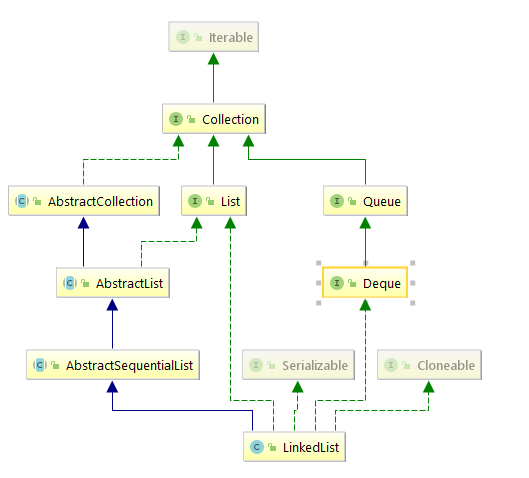 I Iterable
I Collection
C AbstractCollection
I List
I Queue
C AbstractList
I Deque
C AbstractSequentialList
I Serializable
I Cloneable
C LinkedList